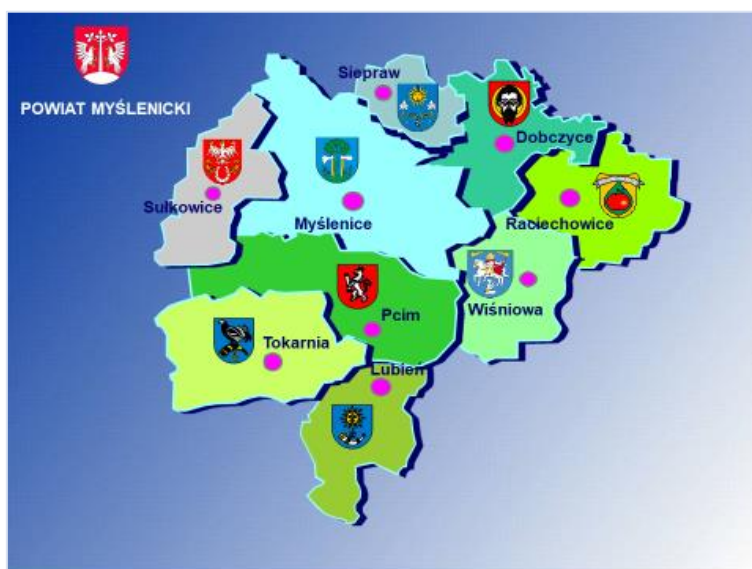 POWIAT MYŚLENICKI
Siepraw
Dobczyce
Sułkowice
Myślenice
Raciechowice
Wiśniowa
Pcim
Tokarnia
Lubień